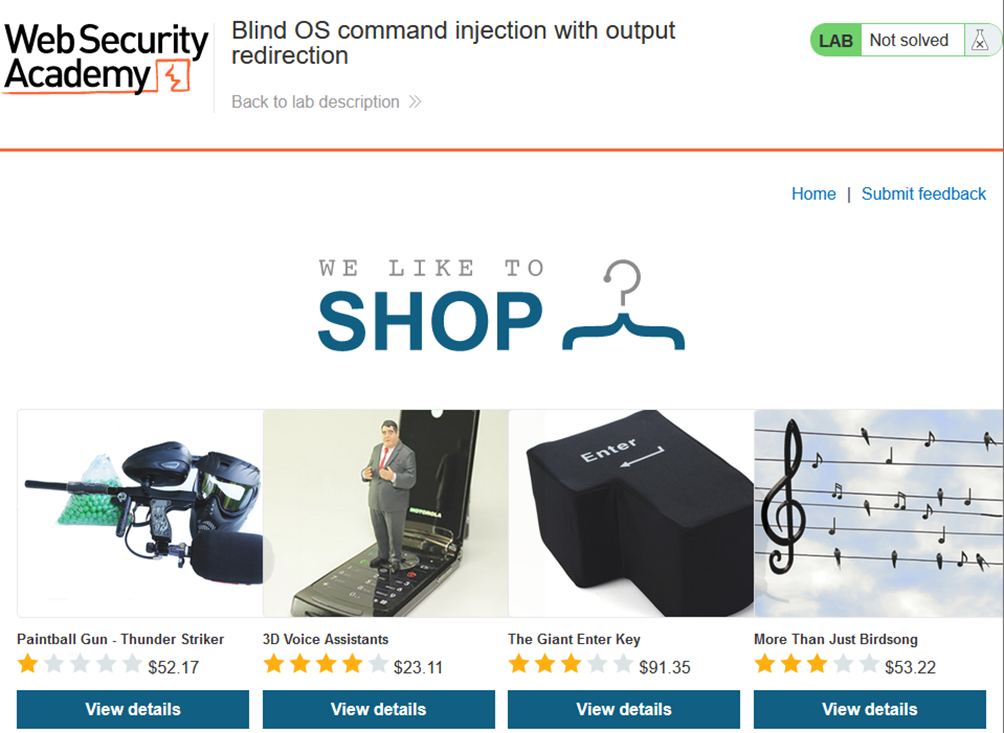 Web Security
Academy
Blind OS command injection with output
redirection
Back to lab description
LAB Not solved
Home | Submit feedback
WE LIKE TO
SHOP
MOTOROLA
Enter
Paintball Gun - Thunder Striker
3D Voice Assistants
The Giant Enter Key
More Than Just Birdsong
$52.17
$23.11
$91.35
$53.22
View details
View details
View details
View details